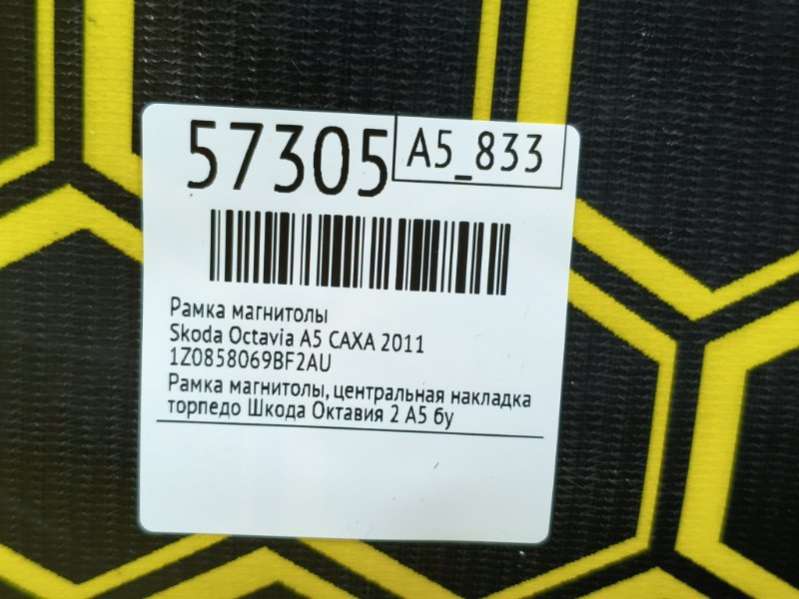 57305
A5_833
Рамка магнитолы
Skoda Octavia A5 CAXA 2011
1Z0858069BF2AU
Рамка магнитолы, центральная накладка
торпедо Шкода Октавия 2 А5 бу